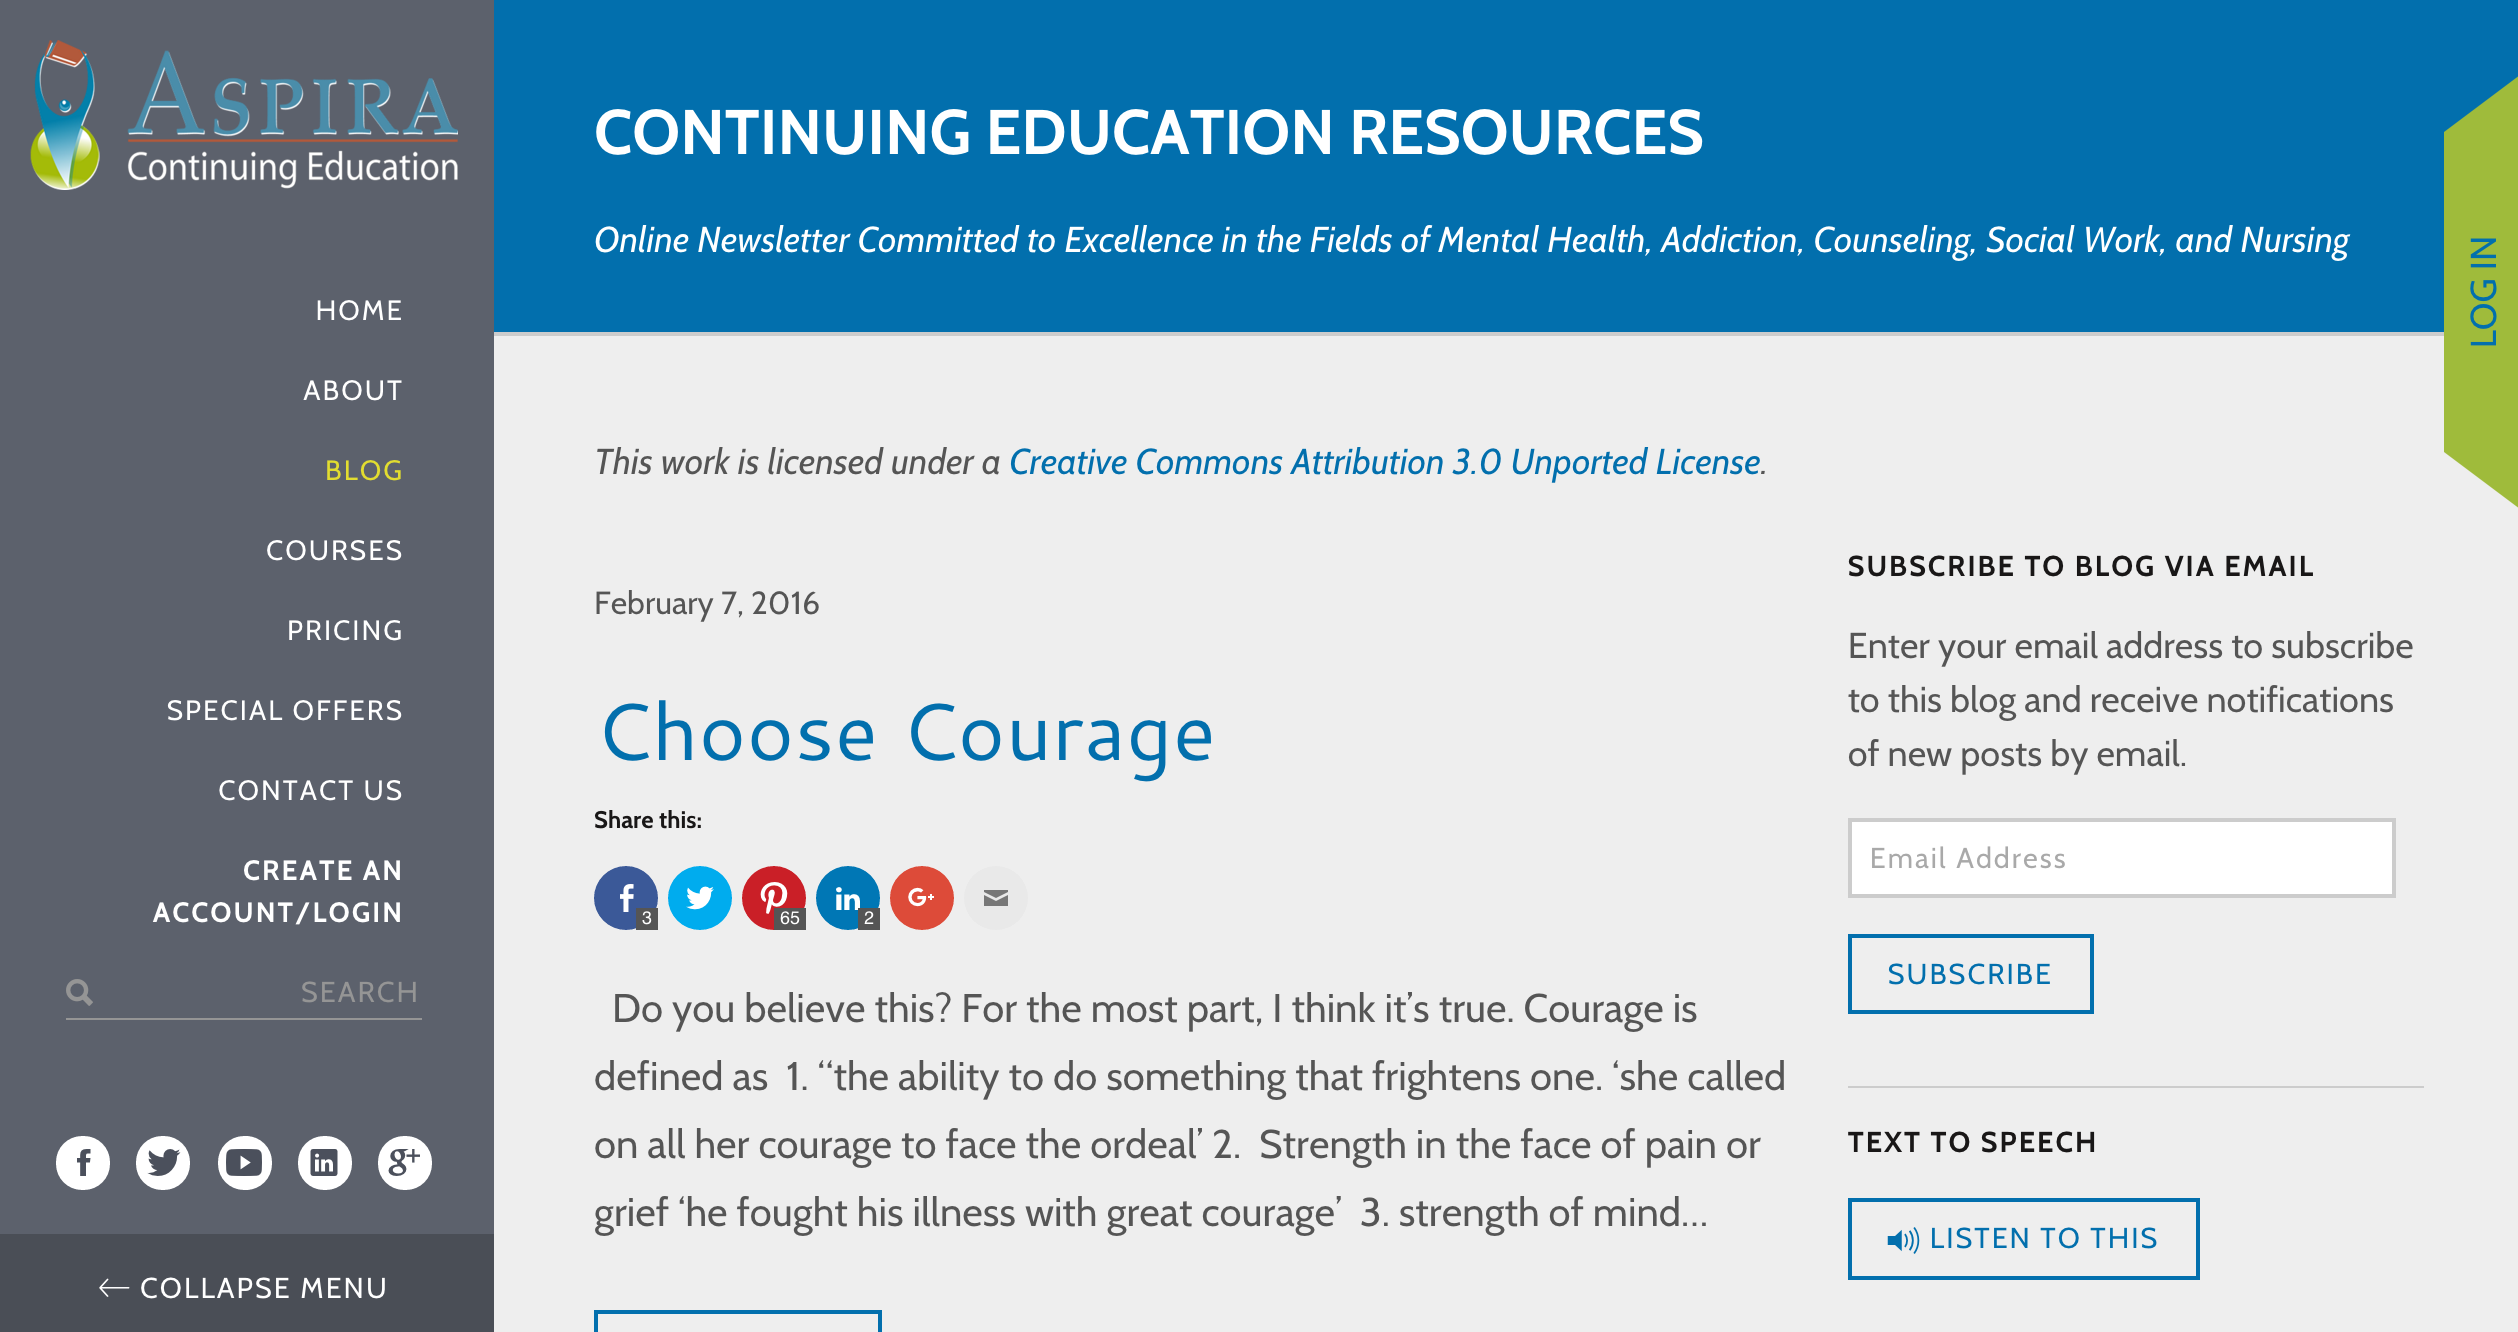 ASPIRA
Continuing Education
HOME
ABOUT
BLOG
COURSES
PRICING
SPECIAL OFFERS
CONTACT US
CREATE AN
ACCOUNT/LOGIN
SEARCH
← COLLAPSE MENU
CONTINUING EDUCATION RESOURCES
Online Newsletter Committed to Excellence in the Fields of Mental Health, Addiction, Counseling, Social Work, and Nursing
LOG IN
This work is licensed under a Creative Commons Attribution 3.0 Unported License.
February 7, 2016
Choose Courage
Share this:
3
65
2
Do you believe this? For the most part, I think it’s true. Courage is
defined as 1. “the ability to do something that frightens one. ‘she called
on all her courage to face the ordeal’ 2. Strength in the face of pain or
grief ‘he fought his illness with great courage’ 3. strength of mind...
SUBSCRIBE TO BLOG VIA EMAIL
Enter your email address to subscribe
to this blog and receive notifications
of new posts by email.
Email Address
SUBSCRIBE
TEXT TO SPEECH
LISTEN TO THIS